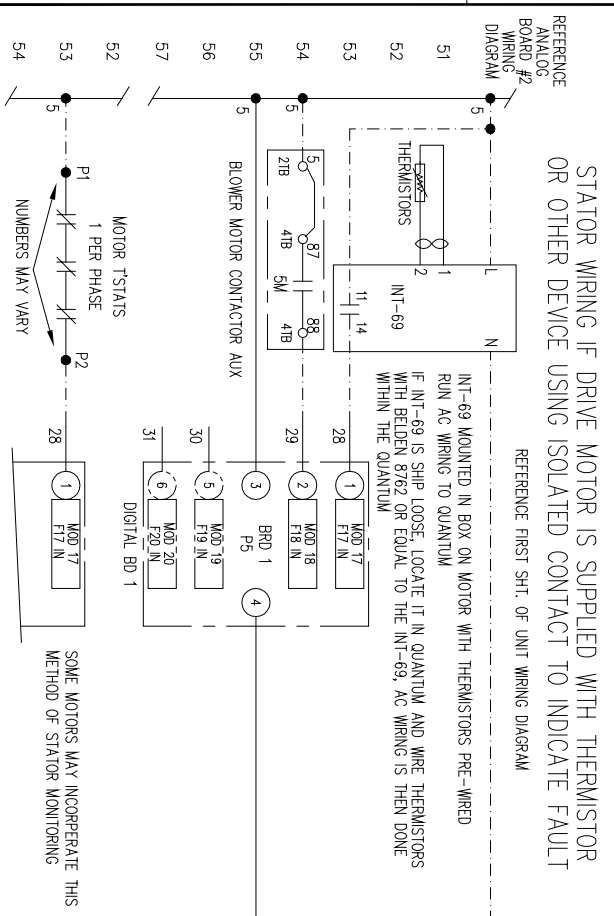 STATOR WIRING IF DRIVE MOTOR IS SUPPLIED WITH THERMISTOR
OR OTHER DEVICE USING ISOLATED CONTACT TO INDICATE FAULT
REFERENCE FIRST SHT. OF UNIT WIRING DIAGRAM
REFERENCE
ANALOG
BOARD #2
WIRING
DIAGRAM
5
L
N
INT-69
1
2
THERMISTORS
11
14
INT-69 MOUNTED IN BOX ON MOTOR WITH THERMISTORS PRE-WIRED
RUN AC WIRING TO QUANTUM
IF INT-69 IS SHIP LOOSE, LOCATE IT IN QUANTUM AND WIRE THERMISTORS
WITH BELDEN 8762 OR EQUAL TO THE INT-69, AC WIRING IS THEN DONE
WITHIN THE QUANTUM
51
52
53
28
1
MOD 17
F17 IN
54
5
5
2TB
87
4TB
5M
88
4TB
29
2
MOD 18
F18 IN
BLOWER MOTOR CONTACTOR AUX
55
5
3
BRD 1
P5
4
56
30
5
MOD 19
F19 IN
57
31
6
MOD 20
F20 IN
DIGITAL BD 1
52
53
54
5
P1
P2
MOTOR T'STATS
1 PER PHASE
NUMBERS MAY VARY
28
1
MOD 17
F17 IN
SOME MOTORS MAY INCORPERATE THIS
METHOD OF STATOR MONITORING